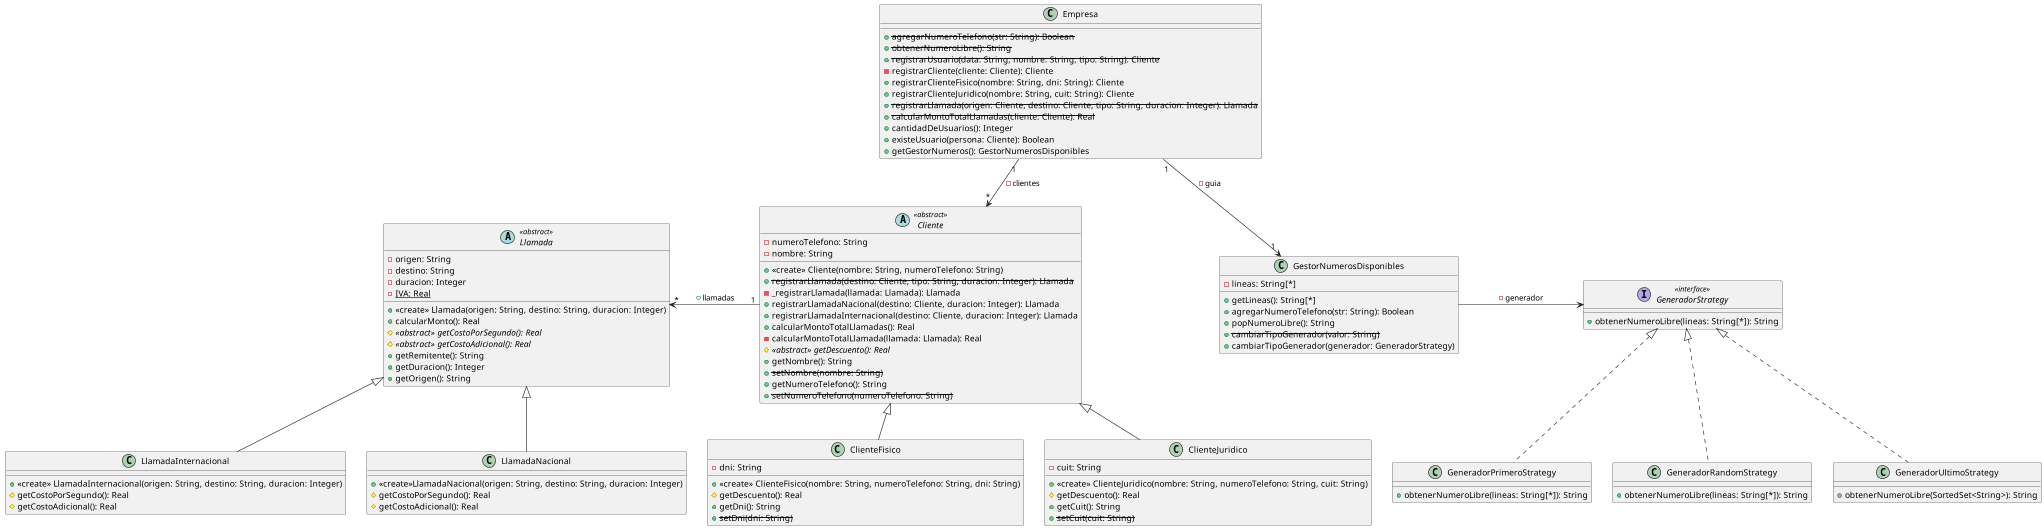 Empresa
agregarNumeroTelefono(str: String): Boolean
obtenerNumeroLibre(): String
registrarUsuario(data: String, nombre: String, tipo: String): Cliente
registrarCliente(cliente: Cliente): Cliente
registrarClienteFisico(nombre: String, dni: String): Cliente
registrarClienteJuridico(nombre: String, cuit: String): Cliente
registrarLlamada(origen: Cliente, destino: Cliente, tipo: String, duracion: Integer): Llamada
calcularMontoTotalLlamadas(cliente: Cliente): Real
cantidadDeUsuarios(): Integer
existeUsuario(persona: Cliente): Boolean
getGestorNumeros(): GestorNumerosDisponibles
1
1
clientes
guia
*
1
«abstract»
Llamada
origen: String
destino: String
duracion: Integer
IVA: Real
«create» Llamada(origen: String, destino: String, duracion: Integer)
calcularMonto(): Real
«abstract» getCostoPorSegundo(): Real
«abstract» getCostoAdicional(): Real
getRemitente(): String
getDuracion(): Integer
getOrigen(): String
*
llamadas
1
«abstract»
Cliente
numeroTelefono: String
nombre: String
«create» Cliente(nombre: String, numeroTelefono: String)
registrarLlamada(destino: Cliente, tipo: String, duracion: Integer): Llamada
_registrarLlamada(llamada: Llamada): Llamada
registrarLlamadaNacional(destino: Cliente, duracion: Integer): Llamada
registrarLlamadaInternacional(destino: Cliente, duracion: Integer): Llamada
calcularMontoTotalLlamadas(): Real
calcularMontoTotalLlamada(llamada: Llamada): Real
«abstract» getDescuento(): Real
getNombre(): String
setNombre(nombre: String)
getNumeroTelefono(): String
setNumeroTelefono(numeroTelefono: String)
GestorNumerosDisponibles
lineas: String[*]
getLineas(): String[*]
agregarNumeroTelefono(str: String): Boolean
popNumeroLibre(): String
cambiarTipoGenerador(valor: String)
cambiarTipoGenerador(generador: GeneradorStrategy)
generador
«interface»
GeneradorStrategy
obtenerNumeroLibre(lineas: String[*]): String
LlamadaInternacional
«create» LlamadaInternacional(origen: String, destino: String, duracion: Integer)
getCostoPorSegundo(): Real
getCostoAdicional(): Real
LlamadaNacional
«create»LlamadaNacional(origen: String, destino: String, duracion: Integer)
getCostoPorSegundo(): Real
getCostoAdicional(): Real
ClienteFisico
dni: String
«create» ClienteFisico(nombre: String, numeroTelefono: String, dni: String)
getDescuento(): Real
getDni(): String
setDni(dni: String)
ClienteJuridico
cuit: String
«create» ClienteJuridico(nombre: String, numeroTelefono: String, cuit: String)
getDescuento(): Real
getCuit(): String
setCuit(cuit: String)
GeneradorPrimeroStrategy
obtenerNumeroLibre(lineas: String[*]): String
GeneradorRandomStrategy
obtenerNumeroLibre(lineas: String[*]): String
GeneradorUltimoStrategy
obtenerNumeroLibre(SortedSet<String>): String